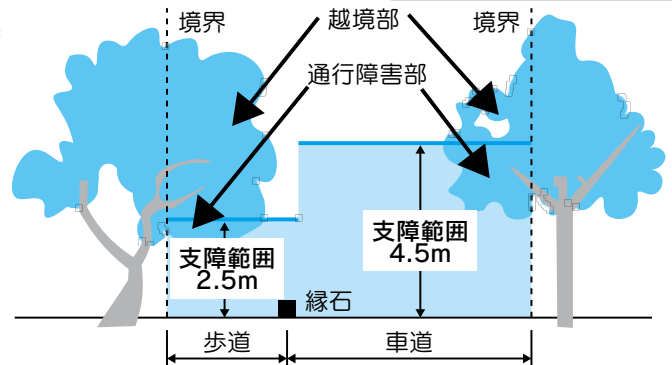 境界
越境部
境界
通行障害部
支障範囲
2.5m
支障範囲
4.5m
縁石
歩道
車道